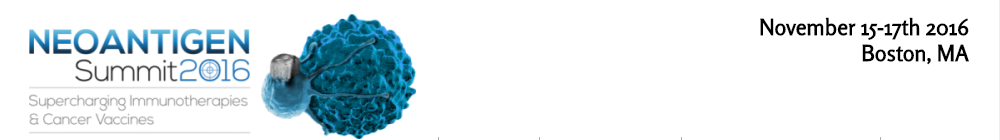 NEOANTIGEN
Summit2016
Supercharging Immunotherapies
& Cancer Vaccines
November 15-17th 2016
Boston, MA